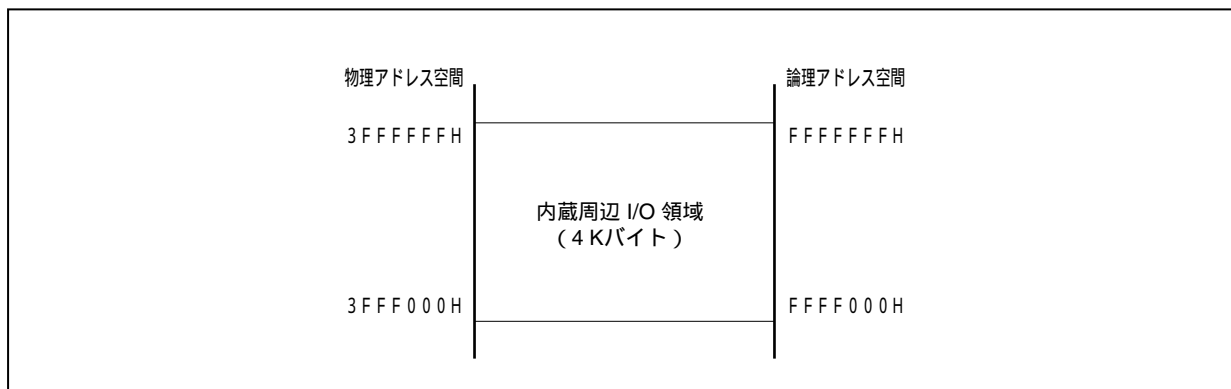 物理アドレス空間 論理アドレス空間
3FFFFFFH FFFFFFFH
内蔵周辺 I/O 領域
(4 Kバイト)
3FFF000H FFFF000H